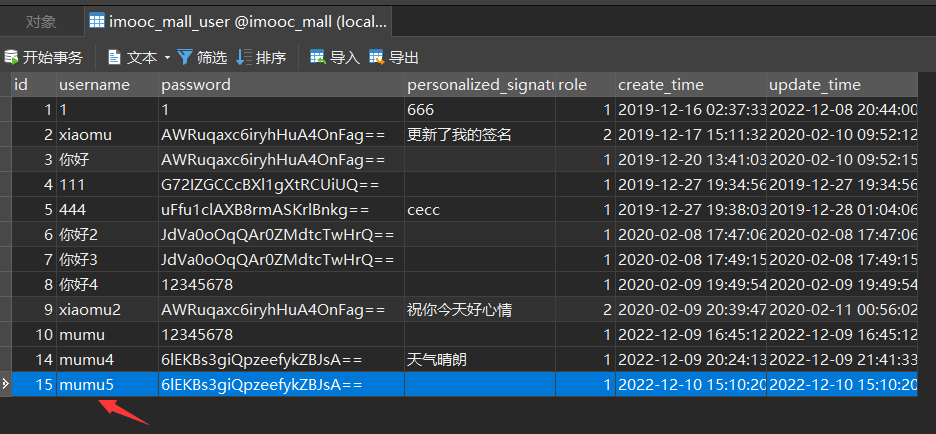 对象 imooc_mall_user @imooc_mall (local...
开始事务 文本 筛选 排序 导入 导出
id username password personalized_signatu role create_time update_time
1 1 1 666 1 2019-12-16 02:37:33 2022-12-08 20:44:00
2 xiaomu AWRuqaxc6iryhHuA4OnFag== 更新了我的签名 2 2019-12-17 15:11:32 2020-02-10 09:52:12
3 你好 AWRuqaxc6iryhHuA4OnFag== 1 2019-12-20 13:41:03 2020-02-10 09:52:15
4 111 G72IZGCCcBXl1gXtRCUiUQ== 1 2019-12-27 19:34:56 2019-12-27 19:34:56
5 444 uFfu1clAXB8rmASKrlBnkg== cecc 1 2019-12-27 19:38:03 2019-12-28 01:04:06
6 你好2 JdVa0oOqQAr0ZMdtcTwHrQ== 1 2020-02-08 17:47:06 2020-02-08 17:47:06
7 你好3 JdVa0oOqQAr0ZMdtcTwHrQ== 1 2020-02-08 17:49:15 2020-02-08 17:49:15
8 你好4 12345678 1 2020-02-09 19:49:54 2020-02-09 19:49:54
9 xiaomu2 AWRuqaxc6iryhHuA4OnFag== 祝你今天好心情 2 2020-02-09 20:39:47 2020-02-11 00:56:02
10 mumu 12345678 1 2022-12-09 16:45:12 2022-12-09 16:45:12
14 mumu4 6lEKBs3giQpzeefykZBJsA== 天气晴朗 1 2022-12-09 20:24:13 2022-12-09 21:41:33
15 mumu5 6lEKBs3giQpzeefykZBJsA== 1 2022-12-10 15:10:20 2022-12-10 15:10:20